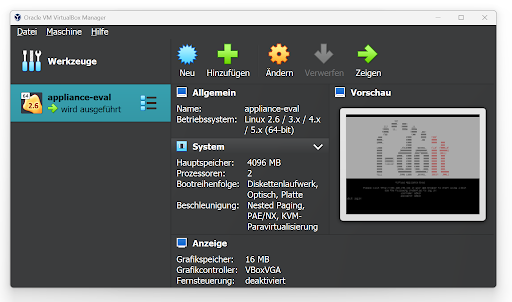 Oracle VM VirtualBox Manager
Datei Maschine Hilfe
Werkzeuge
Neu Hinzufügen Ändern Verwerfen Zeigen
64
2.6
appliance-eval
wird ausgeführt
Allgemein
Name: appliance-eval
Betriebssystem: Linux 2.6 / 3.x / 4.x
/ 5.x (64-bit)
System
Hauptspeicher: 4096 MB
Prozessoren: 2
Bootreihenfolge: Diskettenlaufwerk,
Optisch, Platte
Beschleunigung: Nested Paging,
PAE/NX, KVM-
Paravirtualisierung
Anzeige
Grafikspeicher: 16 MB
Grafikcontroller: VBoxVGA
Fernsteuerung: deaktiviert
Vorschau
i-doit